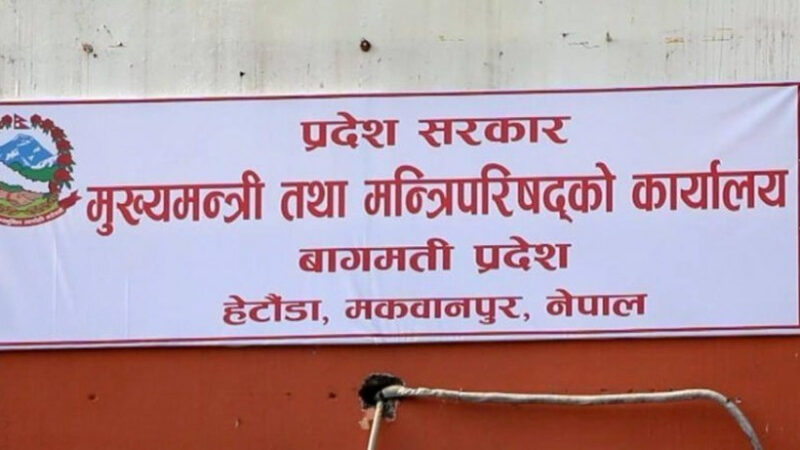 प्रदेश सरकार
मुख्यमन्त्री तथा मन्त्रिपरिषद्को कार्यालय
बागमती प्रदेश
हेटौंडा, मकवानपुर, नेपाल